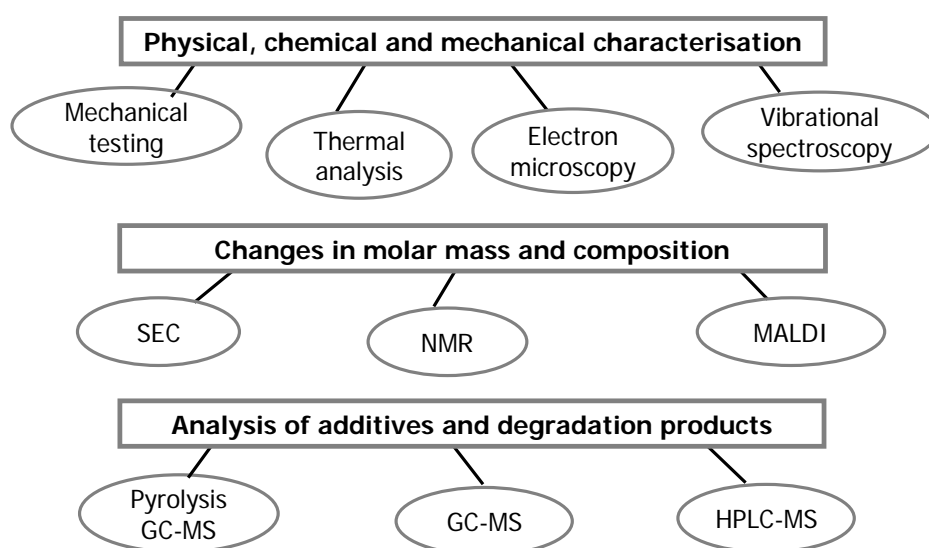 Physical, chemical and mechanical characterisation
Mechanical
testing
Thermal
analysis
Electron
microscopy
Vibrational
spectroscopy
Changes in molar mass and composition
SEC
NMR
MALDI
Analysis of additives and degradation products
Pyrolysis
GC-MS
GC-MS
HPLC-MS